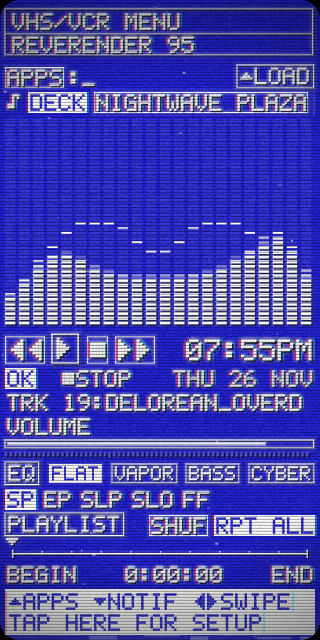 VHS/VCR MENU
REVERENDER 95
APPS:_ LOAD
DECK NIGHTWAVE PLAZA
07:55PM
OK STOP THU 26 NOV
TRK 19:DELOREAN_OVERD
VOLUME
EQ FLAT VAPOR BASS CYBER
SP EP SLP SLO FF
PLAYLIST SHUF RPT ALL
BEGIN 0:00:00 END
APPS NOTIF SWIPE
TAP HERE FOR SETUP